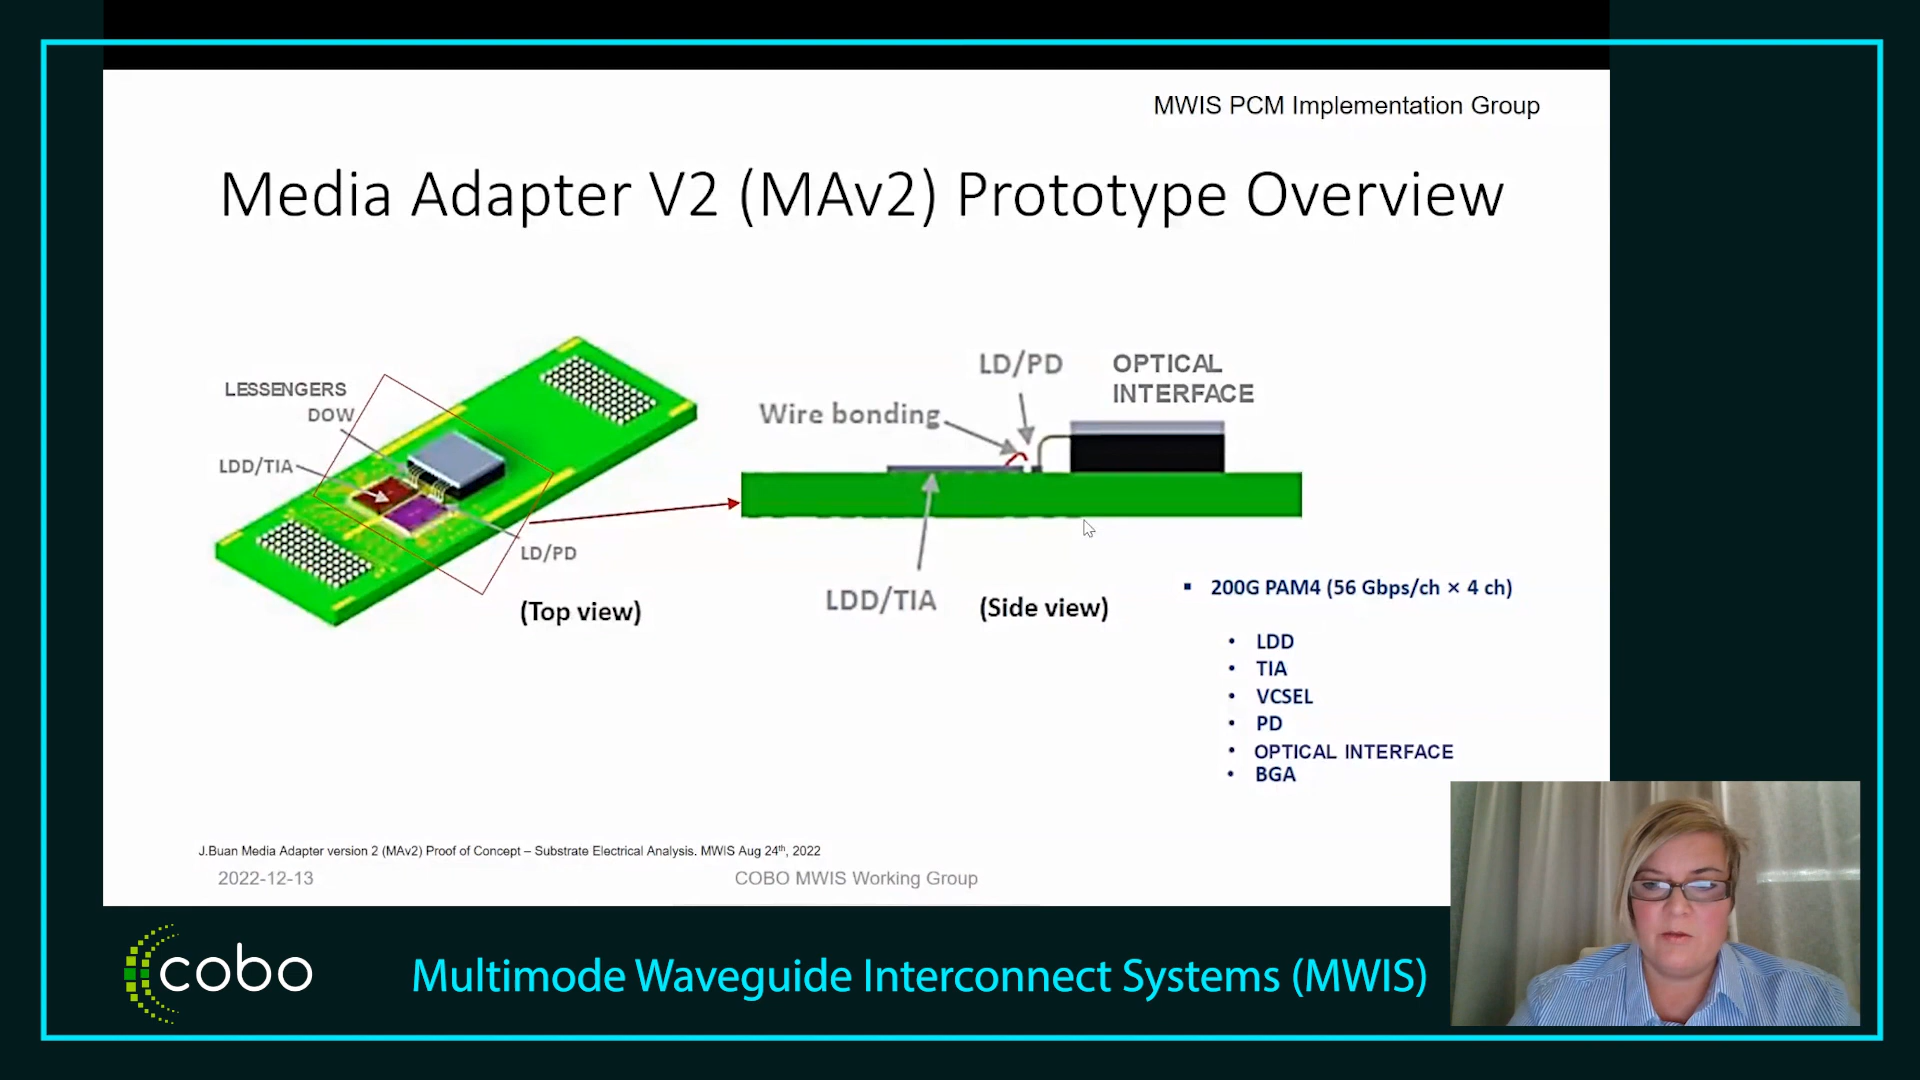 MWIS PCM Implementation Group
Media Adapter V2 (MAv2) Prototype Overview
LESSENGERS
DOW
LDD/TIA
LD/PD
(Top view)
LD/PD
OPTICAL
INTERFACE
Wire bonding
LDD/TIA
(Side view)
▪ 200G PAM4 (56 Gbps/ch × 4 ch)
• LDD
• TIA
• VCSEL
• PD
• OPTICAL INTERFACE
• BGA
J.Buan Media Adapter version 2 (MAv2) Proof of Concept – Substrate Electrical Analysis. MWIS Aug 24th, 2022
2022-12-13
COBO MWIS Working Group
cobo
Multimode Waveguide Interconnect Systems (MWIS)